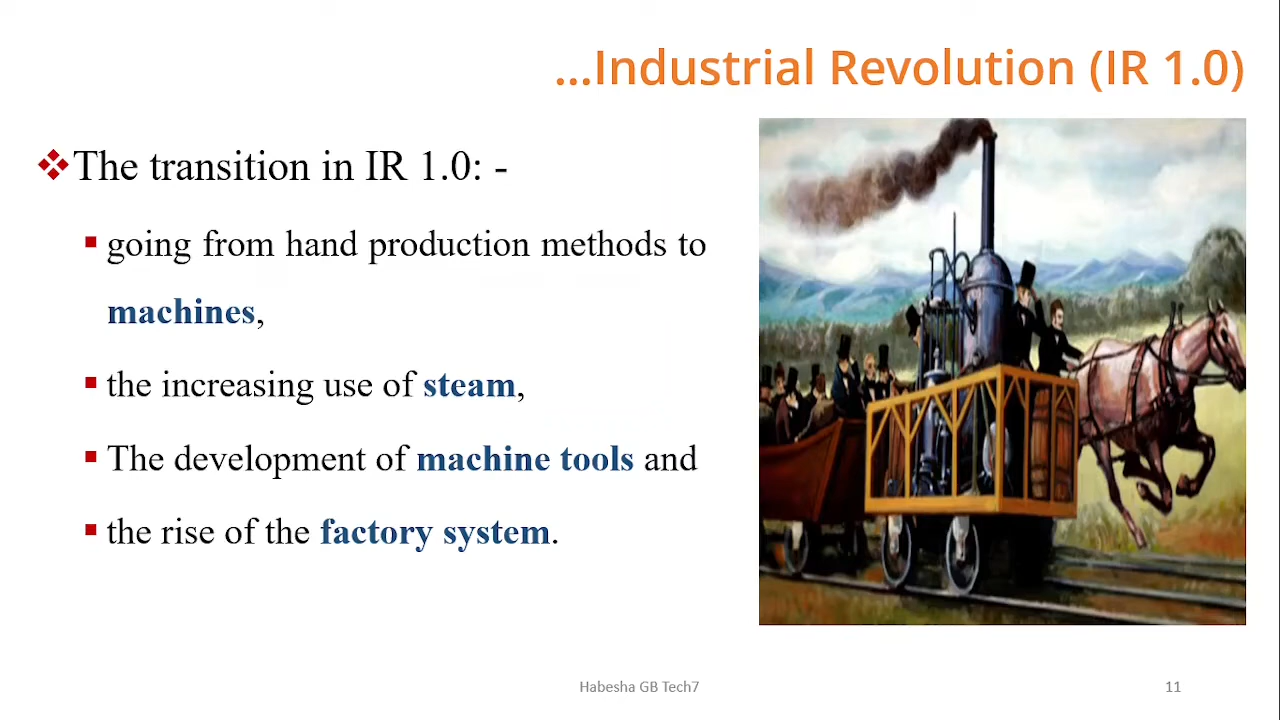 ...Industrial Revolution (IR 1.0)
❖The transition in IR 1.0: -
▪ going from hand production methods to
machines,
▪ the increasing use of steam,
▪ The development of machine tools and
▪ the rise of the factory system.
Habesha GB Tech7
11